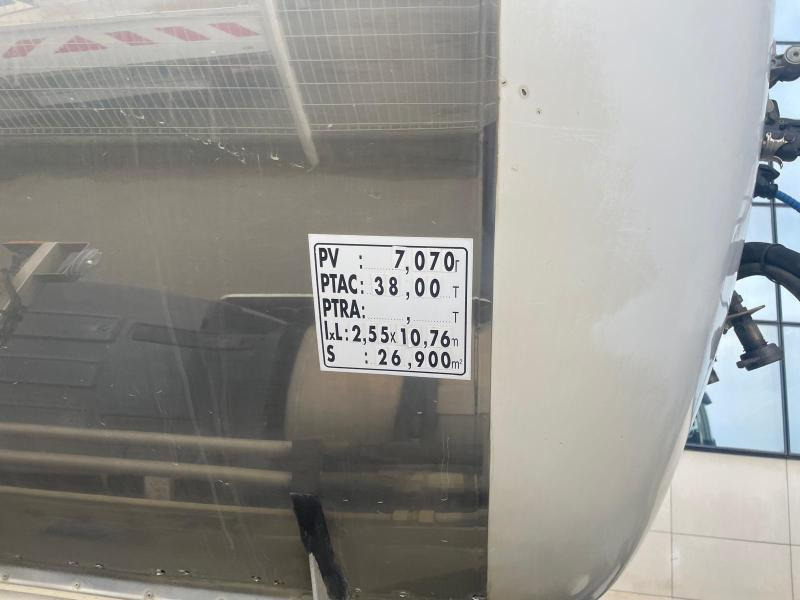 PV : 7,070T
PTAC: 38,00 T
PTRA: , T
lxL: 2,55x10,76m
S : 26,900m²